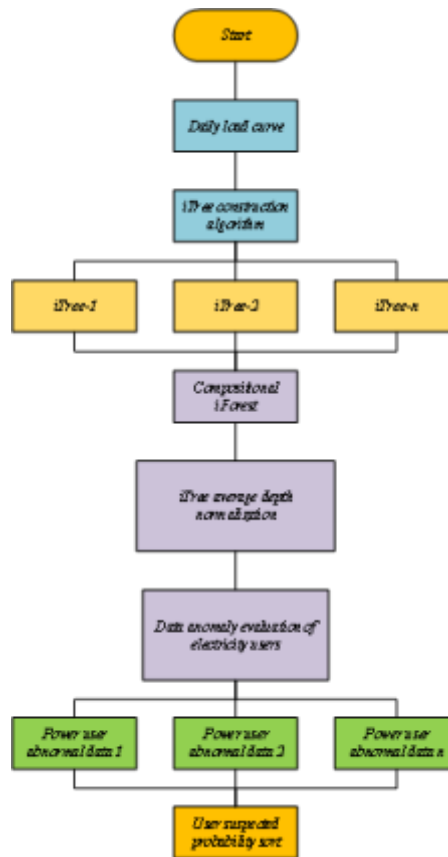 Start
Daily load curve
iTree construction
algorithm
iTree-1
iTree-2
iTree-n
Compositional
iForest
iTree average depth
normalization
Data anomaly evaluation of
electricity users
Power user
abnormal data 1
Power user
abnormal data 2
Power user
abnormal data n
User suspected
probability sort